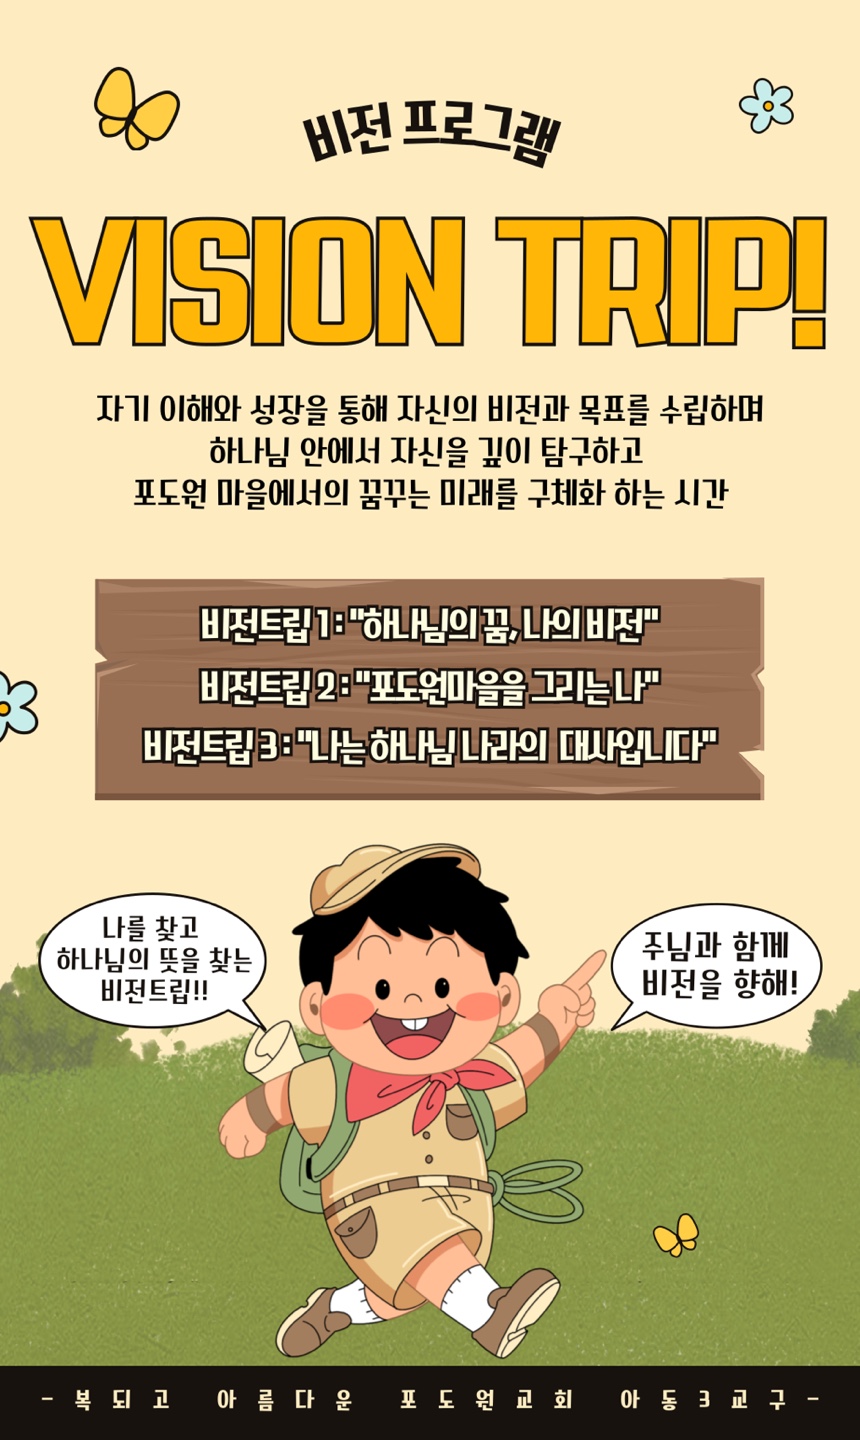 비전 프로그램
VISION TRIP!
자기 이해와 성장을 통해 자신의 비전과 목표를 수립하며
하나님 안에서 자신을 깊이 탐구하고
포도원 마을에서의 꿈꾸는 미래를 구체화 하는 시간
비전트립 1 : "하나님의 꿈, 나의 비전"
비전트립 2 : "포도원마을을 그리는 나"
비전트립 3 : "나는 하나님 나라의 대사입니다"
나를 찾고
하나님의 뜻을 찾는
비전트립!!
주님과 함께
비전을 향해!
- 복되고 아름다운 포도원교회 아동3교구 -